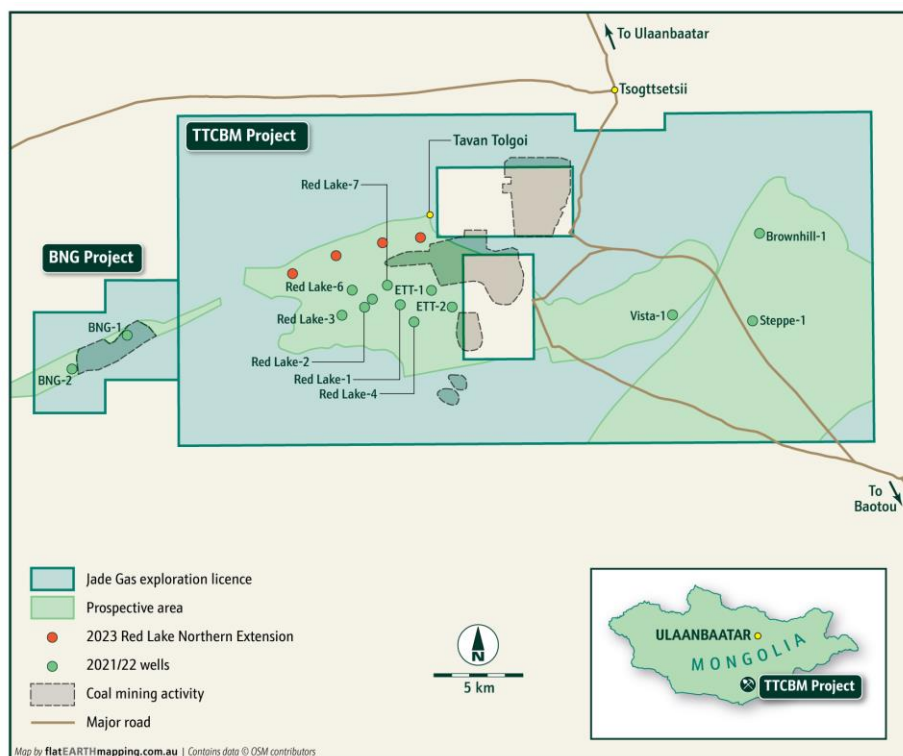 To Ulaanbaatar
Tsogttsetsii
TTCBM Project
Tavan Tolgoi
Red Lake-7
Brownhill-1
BNG Project
Red Lake-6
ETT-1
BNG-1
Red Lake-3
ETT-2
Vista-1
Steppe-1
Red Lake-2
BNG-2
Red Lake-1
Red Lake-4
To
Baotou
Jade Gas exploration licence
Prospective area
2023 Red Lake Northern Extension
2021/22 wells
Coal mining activity
Major road
N
5 km
ULAANBAATAR
MONGOLIA
TTCBM Project
Map by flatEARTHmapping.com.au | Contains data © OSM contributors